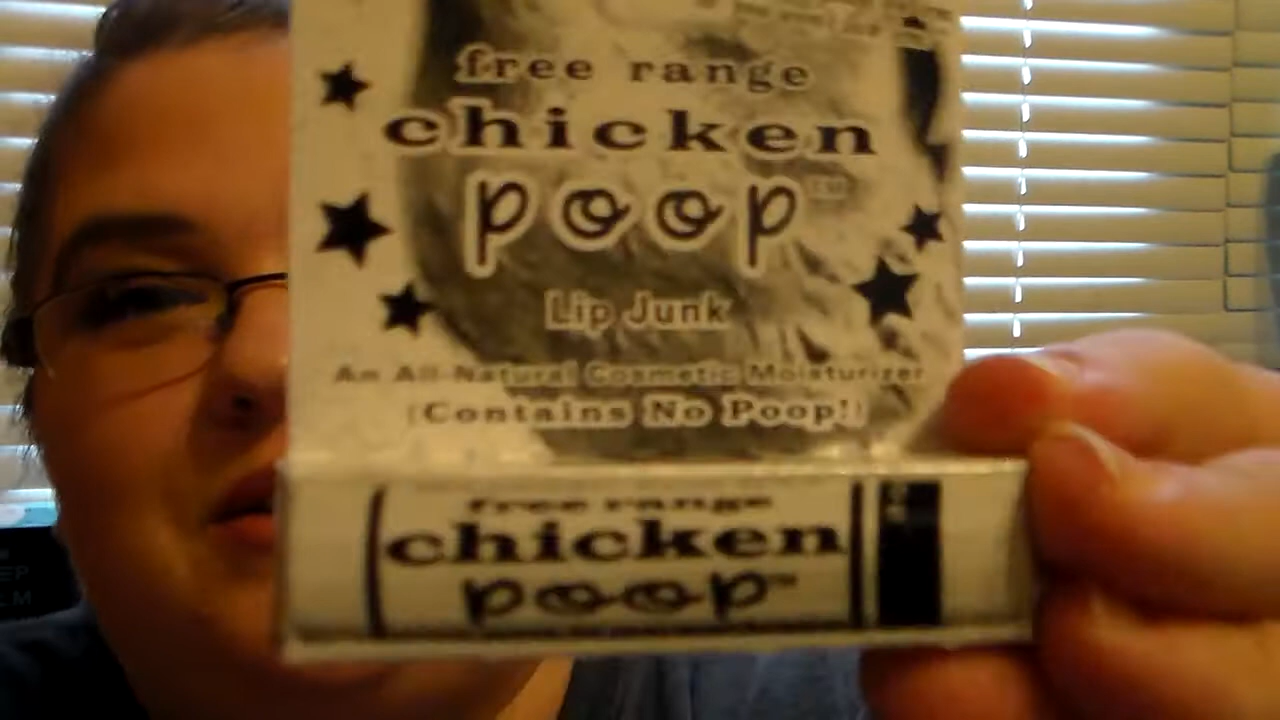 free range
chicken
poop™
Lip Junk
An All-Natural Cosmetic Moisturizer
(Contains No Poop!)
free range
chicken
poop™